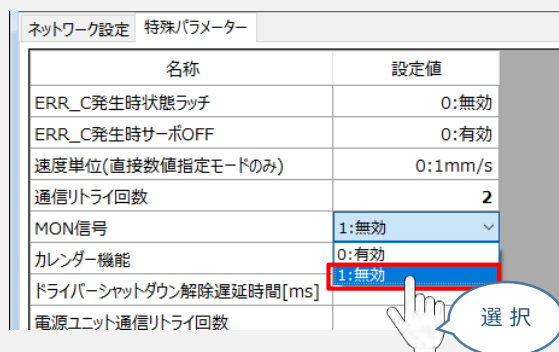 ネットワーク設定 特殊パラメーター
名称 設定値
ERR_C発生時状態ラッチ 0:無効
ERR_C発生時サーボOFF 0:有効
速度単位(直接数値指定モードのみ) 0:1mm/s
通信リトライ回数 2
MON信号 1:無効
カレンダー機能 0:有効
1:無効
ドライバーシャットダウン解除遅延時間[ms]
電源ユニット通信リトライ回数
選択